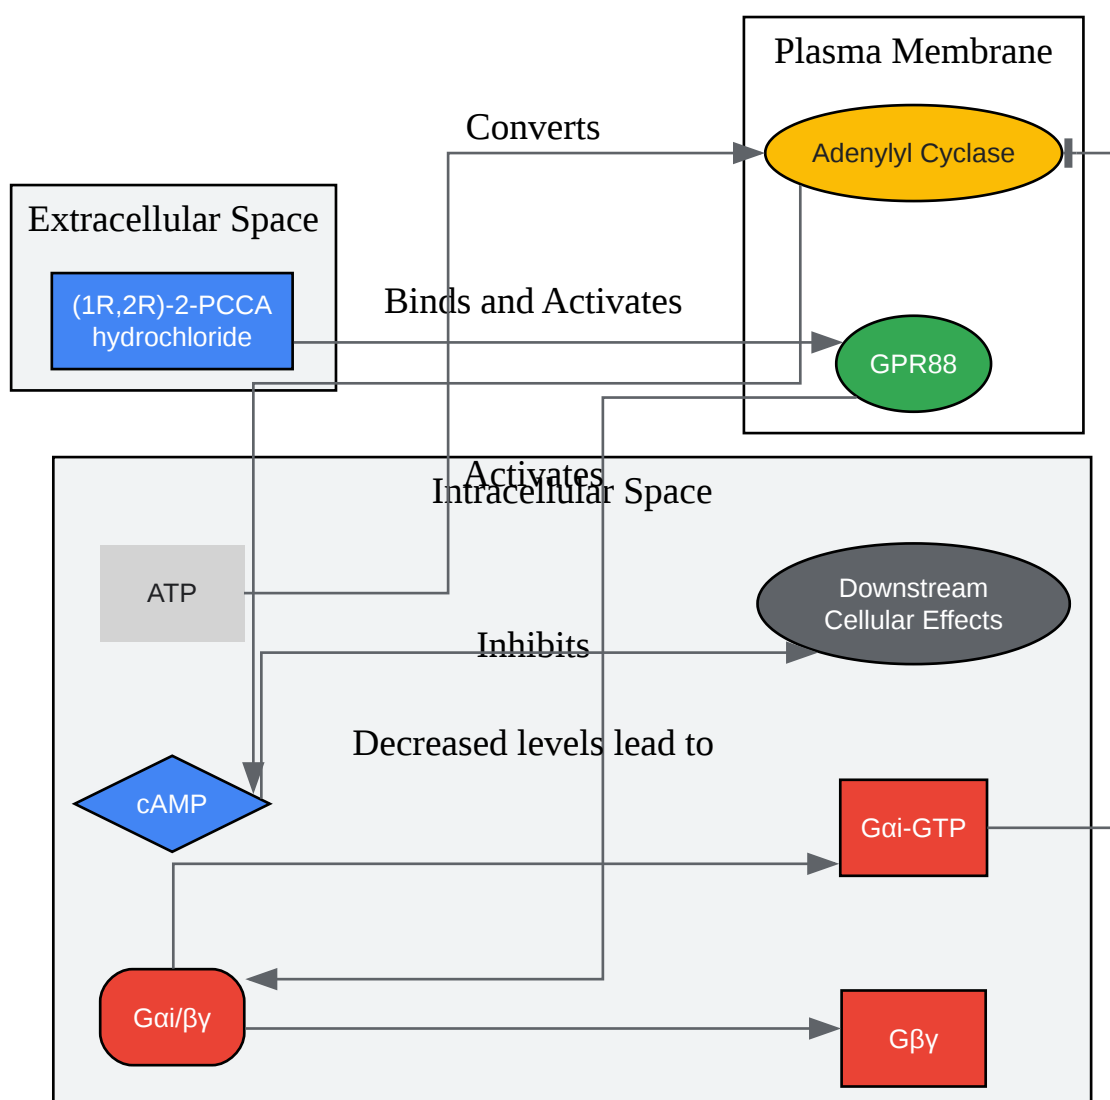 Plasma Membrane
Converts
Adenylyl Cyclase
Extracellular Space
(1R,2R)-2-PCCA
hydrochloride
Binds and Activates
GPR88
Activates
Intracellular Space
ATP
Downstream
Cellular Effects
Inhibits
Decreased levels lead to
cAMP
Gαi-GTP
Gαi/βγ
Gβγ